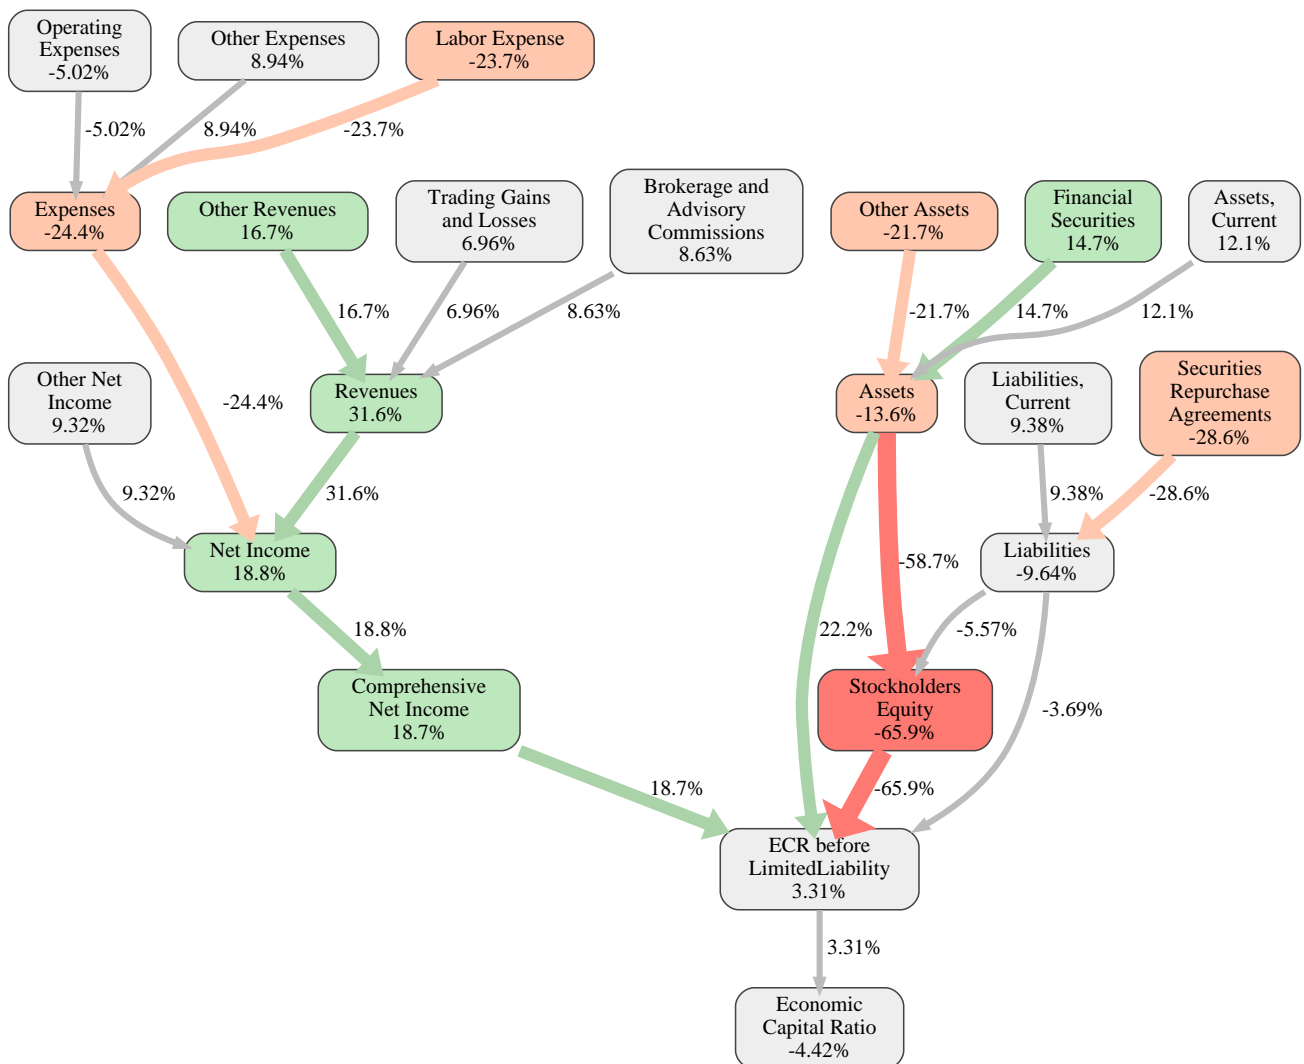 Operating
Expenses
-5.02%
Other Expenses
8.94%
Labor Expense
-23.7%
-5.02%
8.94%
-23.7%
Expenses
-24.4%
Other Revenues
16.7%
Trading Gains
and Losses
6.96%
Brokerage and
Advisory
Commissions
8.63%
Other Assets
-21.7%
Financial
Securities
14.7%
Assets,
Current
12.1%
16.7%
6.96%
8.63%
-21.7%
14.7%
12.1%
Other Net
Income
9.32%
-24.4%
Revenues
31.6%
Assets
-13.6%
Liabilities,
Current
9.38%
Securities
Repurchase
Agreements
-28.6%
9.32%
31.6%
9.38%
-28.6%
Net Income
18.8%
-58.7%
Liabilities
-9.64%
18.8%
22.2%
-5.57%
Comprehensive
Net Income
18.7%
Stockholders
Equity
-65.9%
-3.69%
18.7%
-65.9%
ECR before
LimitedLiability
3.31%
3.31%
Economic
Capital Ratio
-4.42%